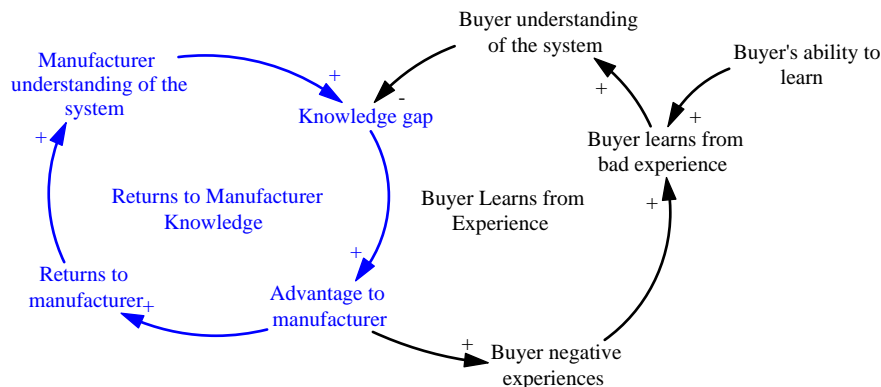 Buyer understanding
of the system
Manufacturer
understanding of the
system
Buyer's ability to
learn
+
-
+
+
+
Knowledge gap
Buyer learns from
bad experience
Returns to Manufacturer
Knowledge
Buyer Learns from
Experience
+
+
Returns to
manufacturer
+
Advantage to
manufacturer
+
Buyer negative
experiences